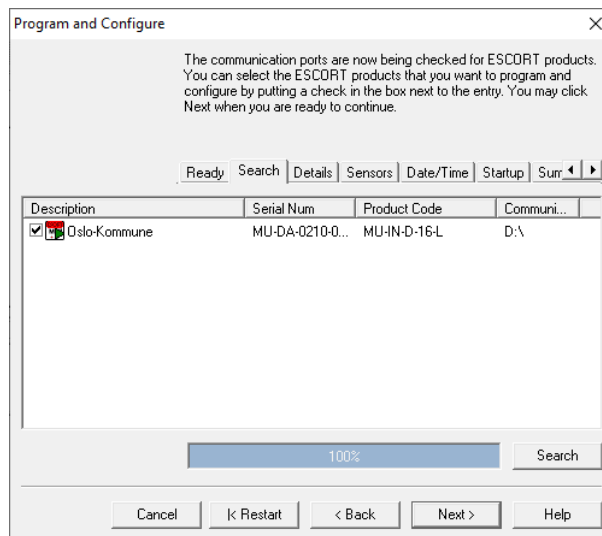 Program and Configure
The communication ports are now being checked for ESCORT products.
You can select the ESCORT products that you want to program and
configure by putting a check in the box next to the entry. You may click
Next when you are ready to continue.
Ready Search Details Sensors Date/Time Startup Sum
Description Serial Num Product Code Communi...
Oslo-Kommune MU-DA-0210-0... MU-IN-D-16-L D:\
100% Search
Cancel |< Restart < Back Next > Help